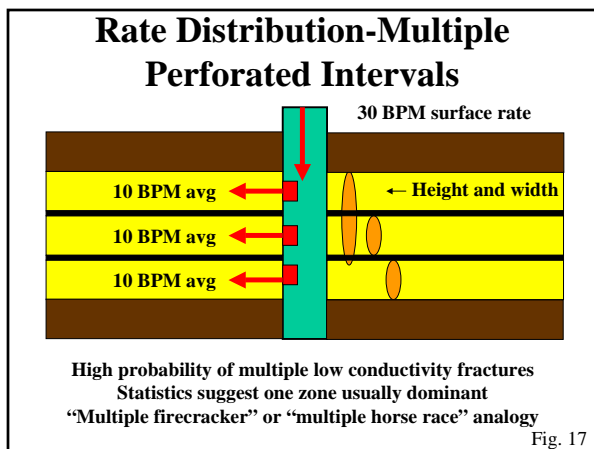 Rate Distribution-Multiple
Perforated Intervals
30 BPM surface rate
10 BPM avg
← Height and width
10 BPM avg
10 BPM avg
High probability of multiple low conductivity fractures
Statistics suggest one zone usually dominant
“Multiple firecracker” or “multiple horse race” analogy
Fig. 17